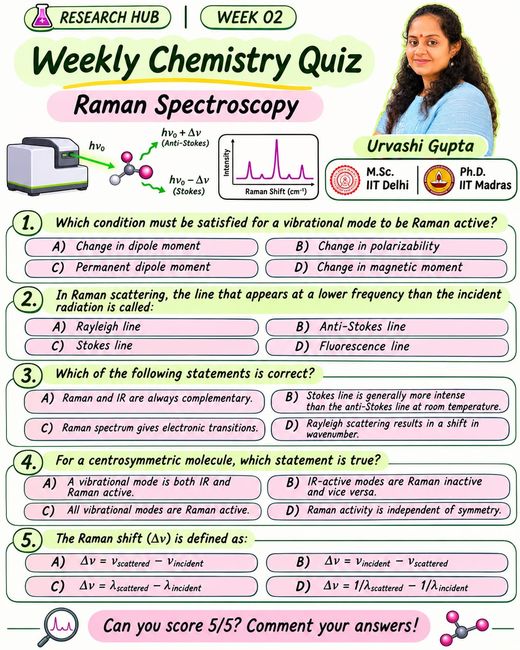 RESEARCH HUB | WEEK 02
Weekly Chemistry Quiz
Raman Spectroscopy
hν₀
hν₀ + Δν
(Anti-Stokes)
hν₀ – Δν
(Stokes)
Intensity
Raman Shift (cm⁻¹)
Urvashi Gupta
M.Sc.
IIT Delhi
Ph.D.
IIT Madras
1. Which condition must be satisfied for a vibrational mode to be Raman active?
A) Change in dipole moment
B) Change in polarizability
C) Permanent dipole moment
D) Change in magnetic moment
2. In Raman scattering, the line that appears at a lower frequency than the incident
radiation is called:
A) Rayleigh line
B) Anti-Stokes line
C) Stokes line
D) Fluorescence line
3. Which of the following statements is correct?
A) Raman and IR are always complementary.
B) Stokes line is generally more intense
than the anti-Stokes line at room temperature.
C) Raman spectrum gives electronic transitions.
D) Rayleigh scattering results in a shift in
wavenumber.
4. For a centrosymmetric molecule, which statement is true?
A) A vibrational mode is both IR and
Raman active.
B) IR-active modes are Raman inactive
and vice versa.
C) All vibrational modes are Raman active.
D) Raman activity is independent of symmetry.
5. The Raman shift (Δν) is defined as:
A) Δν = ν_scattered – ν_incident
B) Δν = ν_incident – ν_scattered
C) Δν = λ_scattered – λ_incident
D) Δν = 1/λ_scattered – 1/λ_incident
Can you score 5/5? Comment your answers!